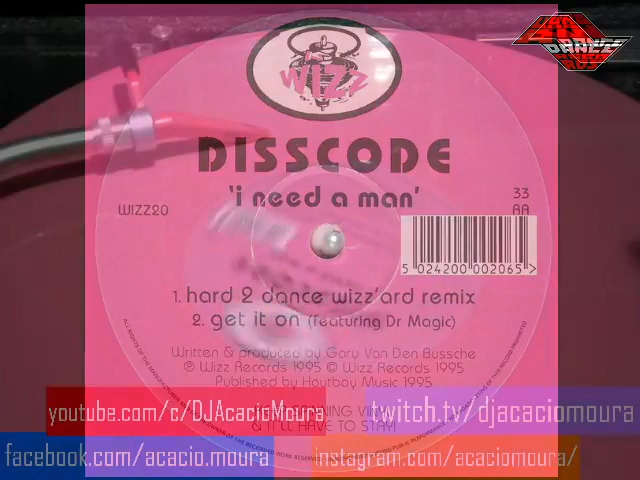 WIZZ
DANCE
DISSCODE
'i need a man'
WIZZ20
33
AA
5 024200 002065>
1. hard 2 dance wizz'ard remix
2. get it on (featuring Dr Magic)
Written & produced by Gary Van Den Bussche
℗ Wizz Records 1995 © Wizz Records 1995
Published by Hautboy Music 1995
youtube.com/c/DJAcacioMoura
twitch.tv/djacaciomoura
& IT'LL HAVE TO STAY!
facebook.com/acacio.moura
instagram.com/acaciomoura/